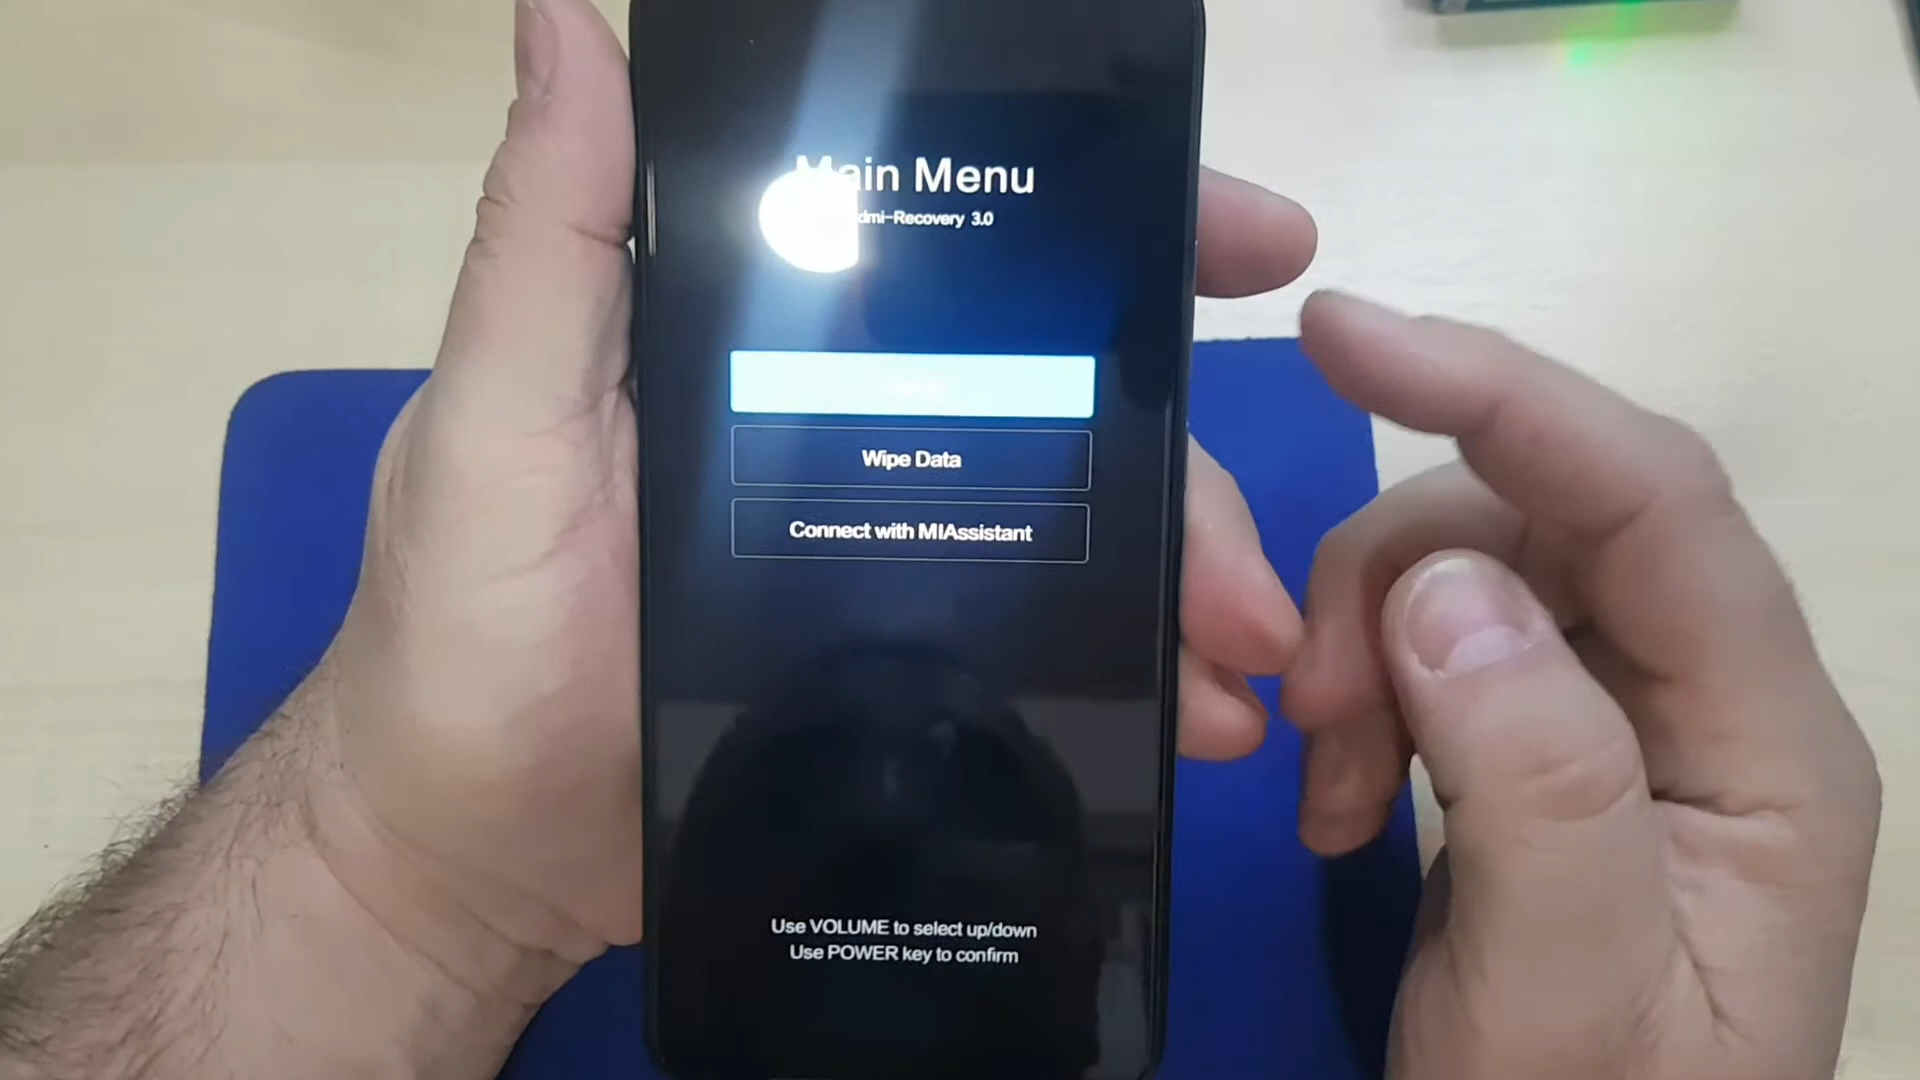 Main Menu
dmi-Recovery 3.0
Wipe Data
Connect with MIAssistant
Use VOLUME to select up/down
Use POWER key to confirm